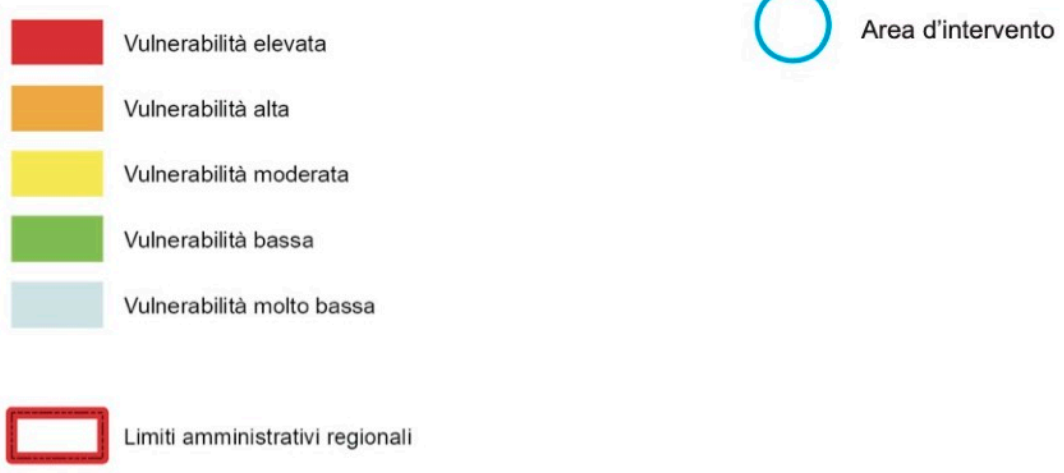 Vulnerabilità elevata
Vulnerabilità alta
Vulnerabilità moderata
Vulnerabilità bassa
Vulnerabilità molto bassa
Limiti amministrativi regionali
Area d'intervento